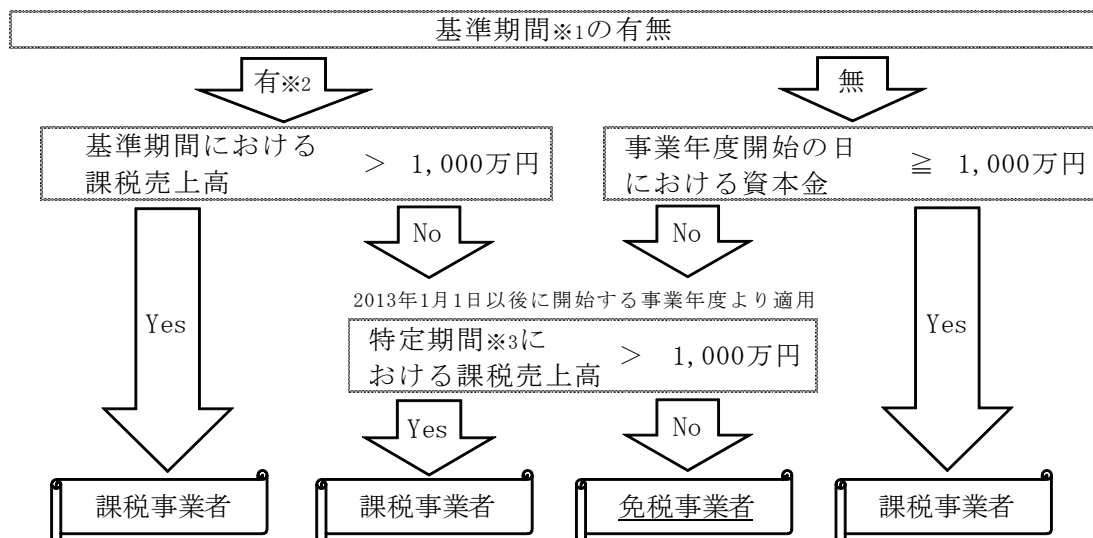 基準期間※1の有無
有※2
無
基準期間における
課税売上高
> 1,000万円
事業年度開始の日
における資本金
≧ 1,000万円
No
No
2013年1月1日以後に開始する事業年度より適用
Yes
Yes
特定期間※3に
おける課税売上高
> 1,000万円
Yes
No
課税事業者
課税事業者
免税事業者
課税事業者